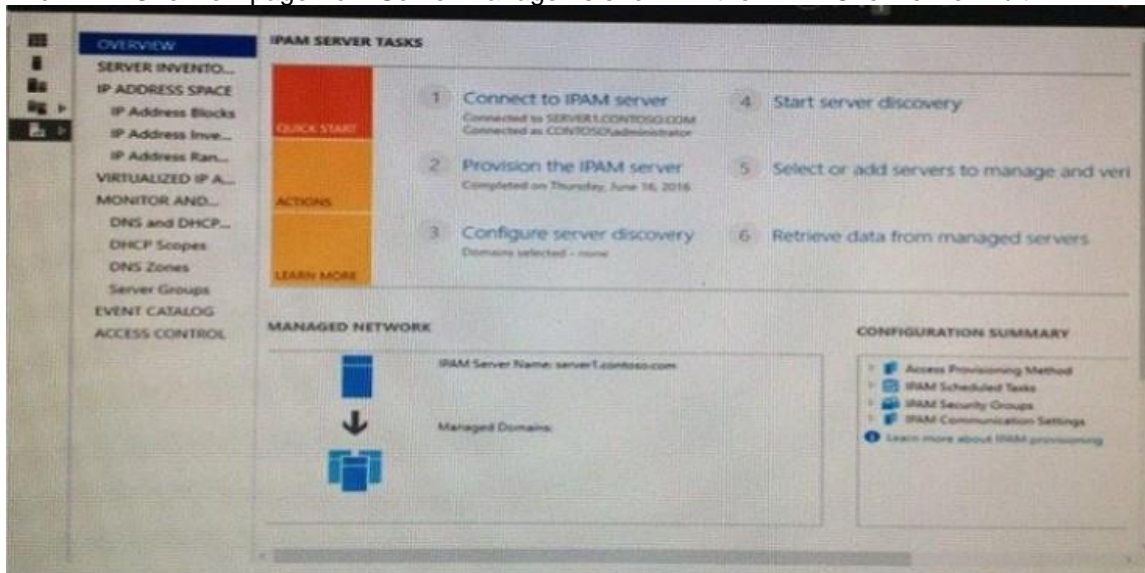 OVERVIEW
SERVER INVENTO...
IP ADDRESS SPACE
IP Address Blocks
IP Address Inve...
IP Address Ran...
VIRTUALIZED IP A...
MONITOR AND...
DNS and DHCP...
DHCP Scopes
DNS Zones
Server Groups
EVENT CATALOG
ACCESS CONTROL
IPAM SERVER TASKS
QUICK START
ACTIONS
LEARN MORE
1 Connect to IPAM server
Connected to SERVER1.CONTOSO.COM
Connected as CONTOSO\administrator
2 Provision the IPAM server
Completed on Thursday, June 16, 2016
3 Configure server discovery
Domains selected - none
4 Start server discovery
5 Select or add servers to manage and veri
6 Retrieve data from managed servers
MANAGED NETWORK
IPAM Server Name: server1.contoso.com
Managed Domains:
CONFIGURATION SUMMARY
Access Provisioning Method
IPAM Scheduled Tasks
IPAM Security Groups
IPAM Communication Settings
Learn more about IPAM provisioning